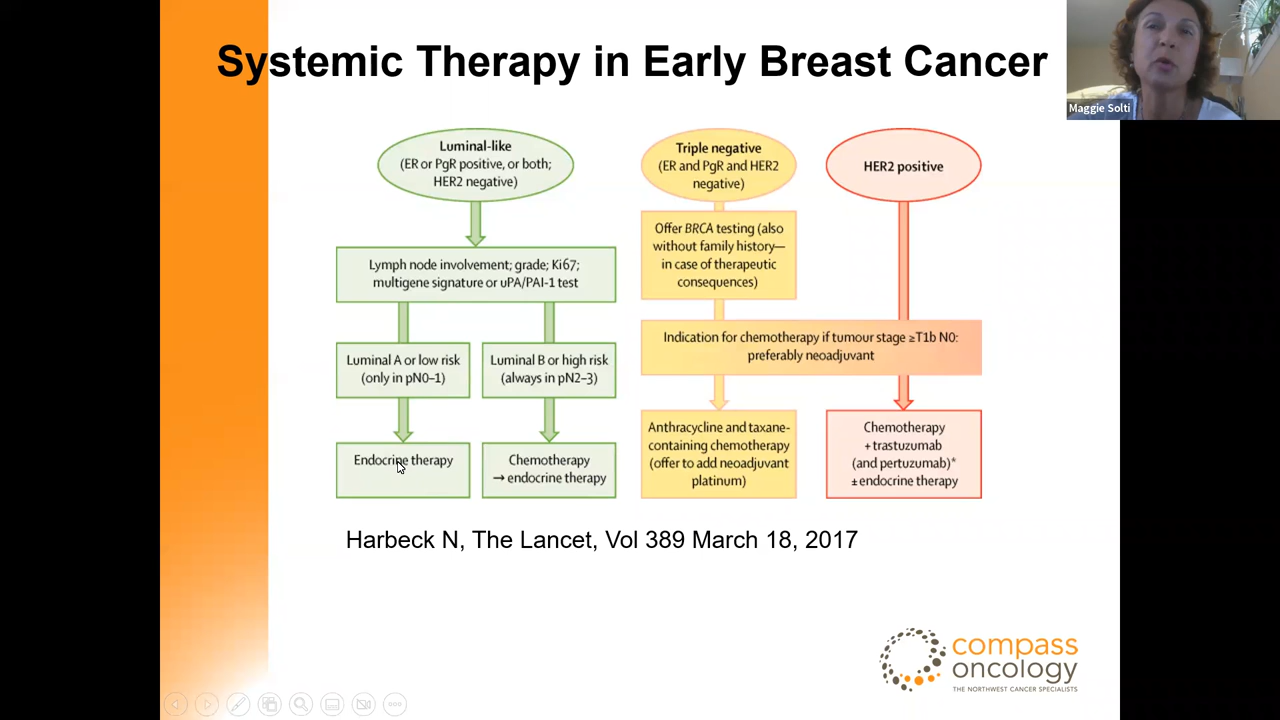 Systemic Therapy in Early Breast Cancer
Maggie Solti
Luminal-like
(ER or PgR positive, or both;
HER2 negative)
Triple negative
(ER and PgR and HER2
negative)
HER2 positive
Lymph node involvement; grade; Ki67;
multigene signature or uPA/PAI-1 test
Offer BRCA testing (also
without family history—
in case of therapeutic
consequences)
Luminal A or low risk
(only in pN0–1)
Luminal B or high risk
(always in pN2–3)
Indication for chemotherapy if tumour stage ≥T1b N0:
preferably neoadjuvant
Endocrine therapy
Chemotherapy
→ endocrine therapy
Anthracycline and taxane-
containing chemotherapy
(offer to add neoadjuvant
platinum)
Chemotherapy
+trastuzumab
(and pertuzumab)*
±endocrine therapy
Harbeck N, The Lancet, Vol 389 March 18, 2017
compass
oncology
THE NORTHWEST CANCER SPECIALISTS